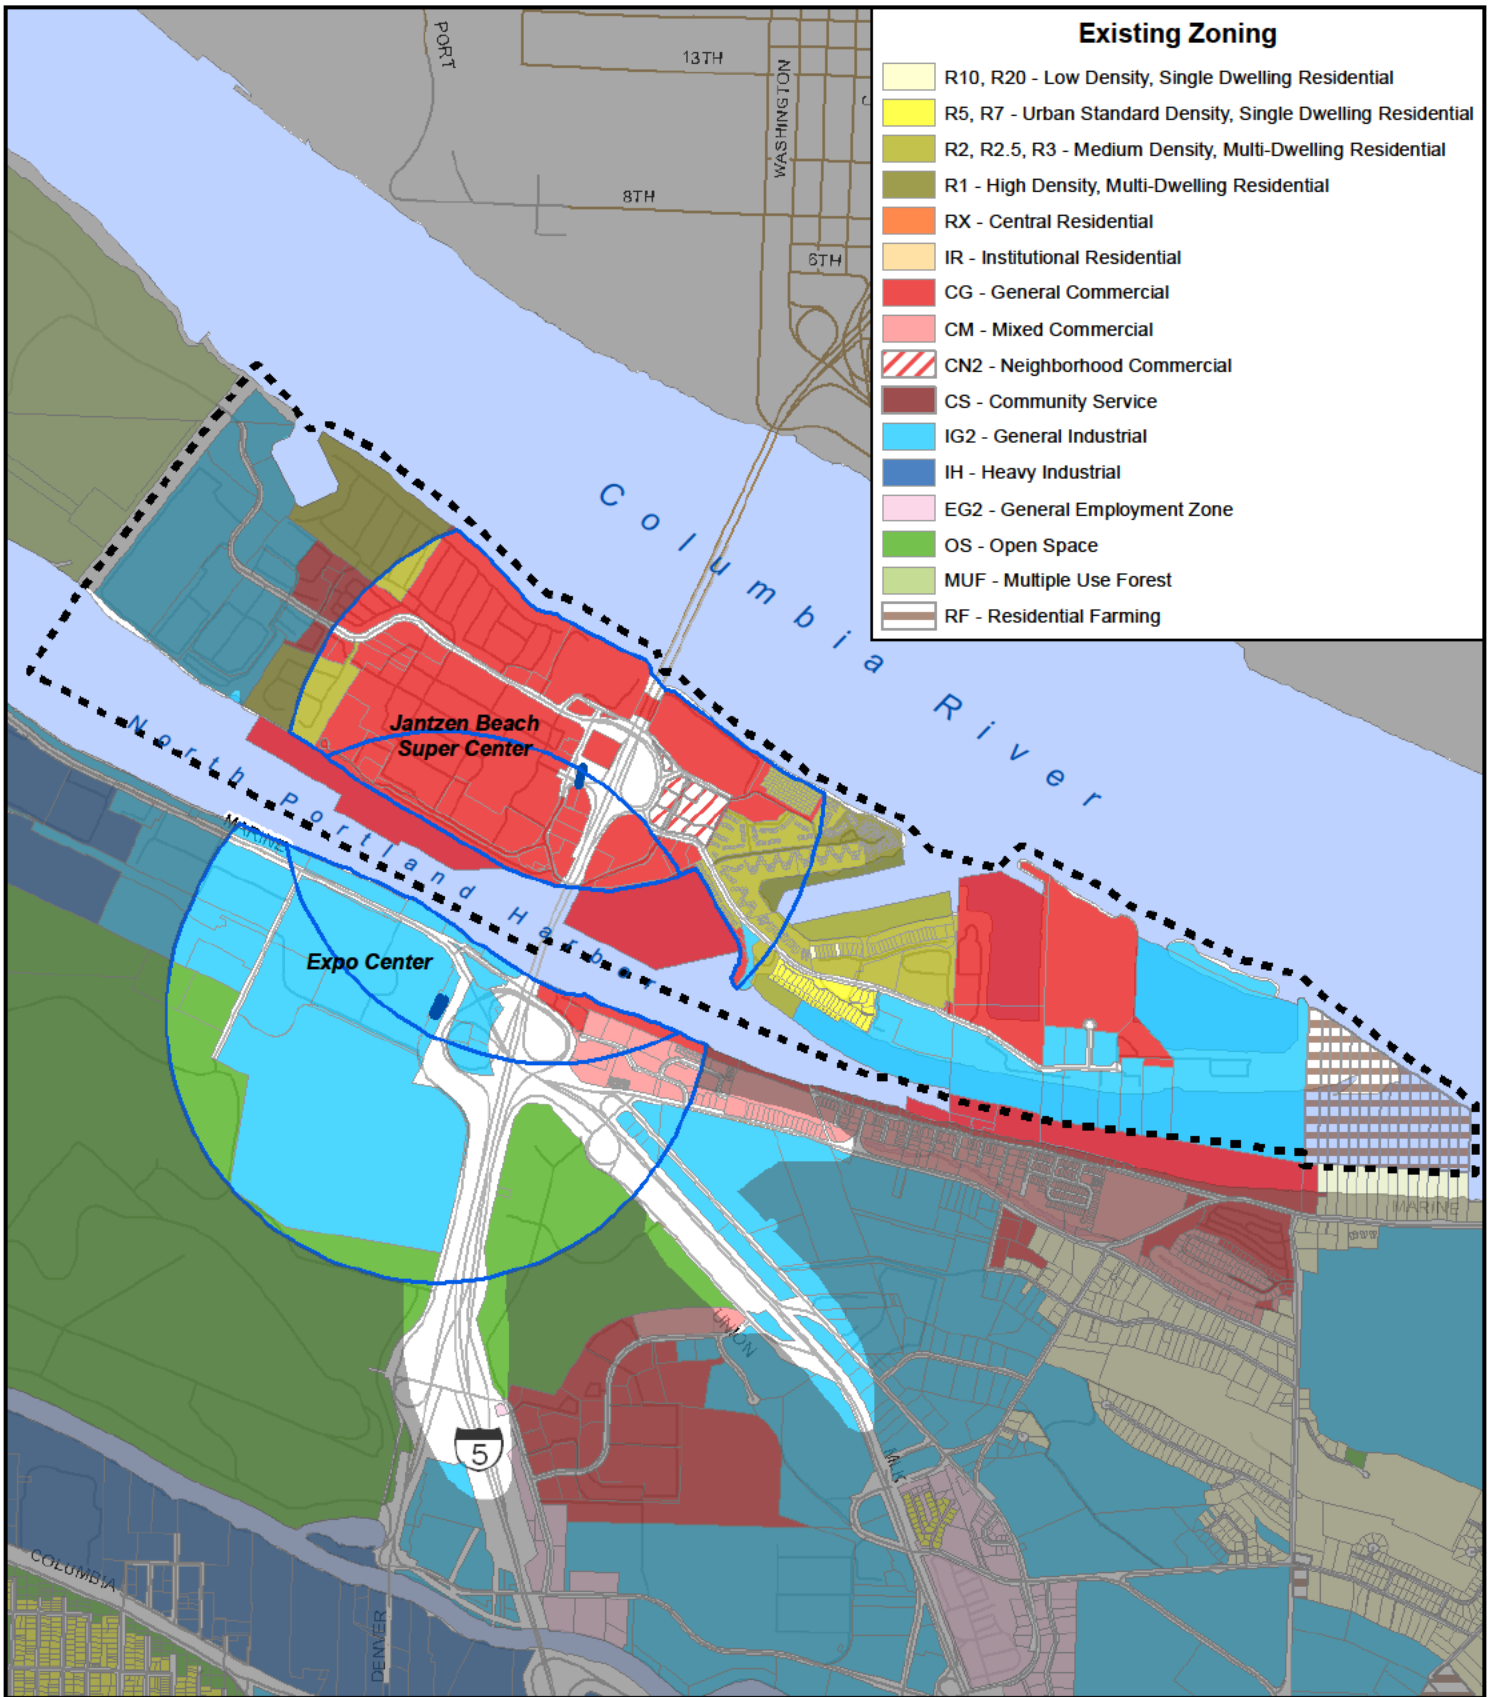 Existing Zoning
R10, R20 - Low Density, Single Dwelling Residential
R5, R7 - Urban Standard Density, Single Dwelling Residential
R2, R2.5, R3 - Medium Density, Multi-Dwelling Residential
R1 - High Density, Multi-Dwelling Residential
RX - Central Residential
IR - Institutional Residential
CG - General Commercial
CM - Mixed Commercial
CN2 - Neighborhood Commercial
CS - Community Service
IG2 - General Industrial
IH - Heavy Industrial
EG2 - General Employment Zone
OS - Open Space
MUF - Multiple Use Forest
RF - Residential Farming
PORT
13TH
WASHINGTON
8TH
6TH
Columbia River
Jantzen Beach
Super Center
North Portland Harbor
MARINE
Expo Center
MARINE
UNION
5
COLUMBIA
DENVER